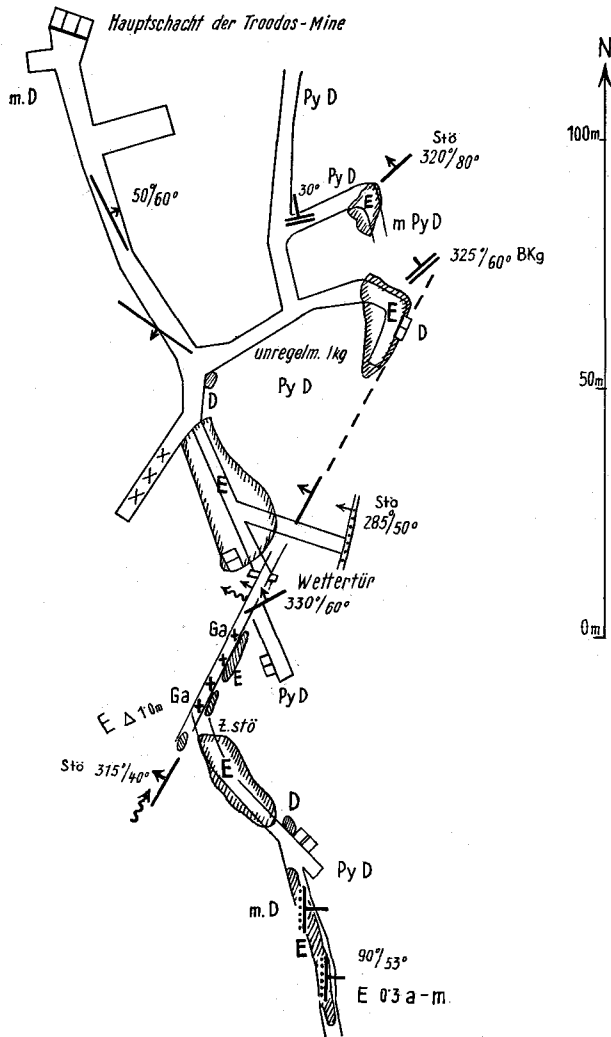 Hauptschacht der Troodos-Mine
N
m.D
Py D
100m
Stö
320°/80°
Py D
30°
E
50°/60°
m Py D
325°/60° BKg
E
D
unregelm. 1kg
50m
Py D
D
E
Stö
285°/50°
Wettertür
330°/60°
0m
Ga
E
Py D
Ga
E Δ 10m
z.stö
Stö 315°/40°
E
D
Py D
m.D
E
90°/53°
E 0'3 a-m